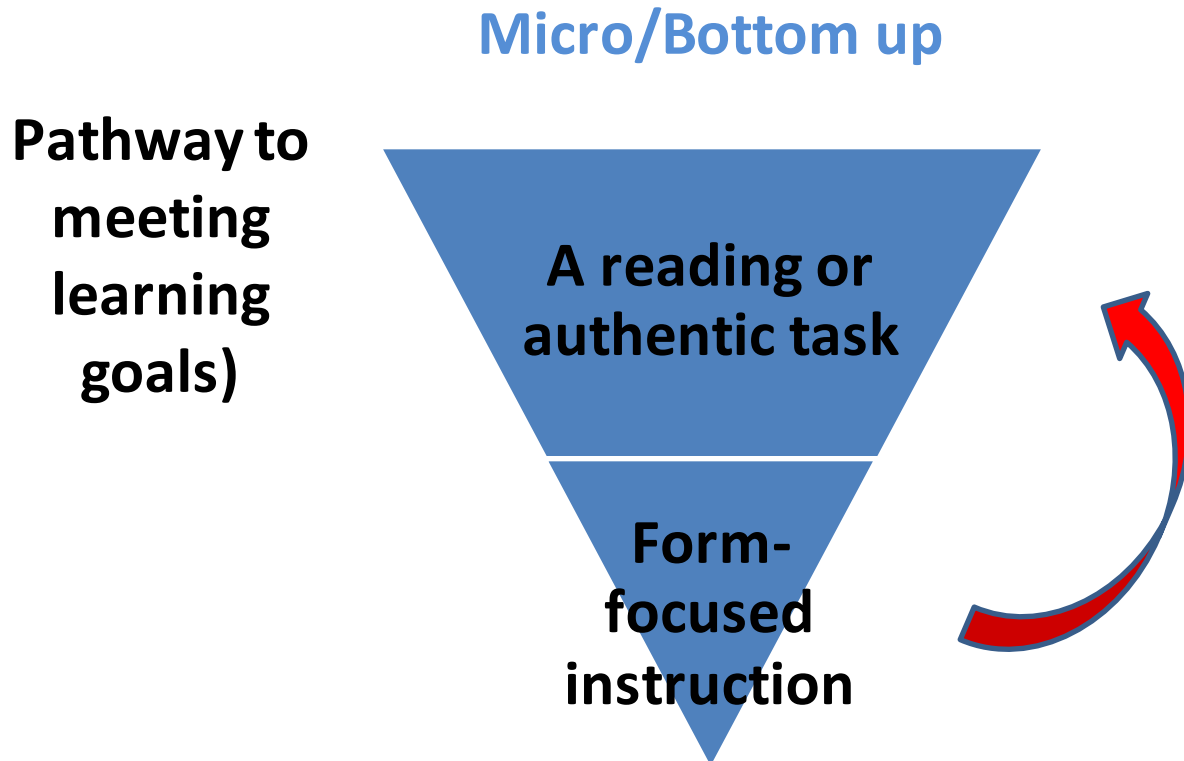 Micro/Bottom up
Pathway to
meeting
learning
goals)
A reading or
authentic task
Form-
focused
instruction